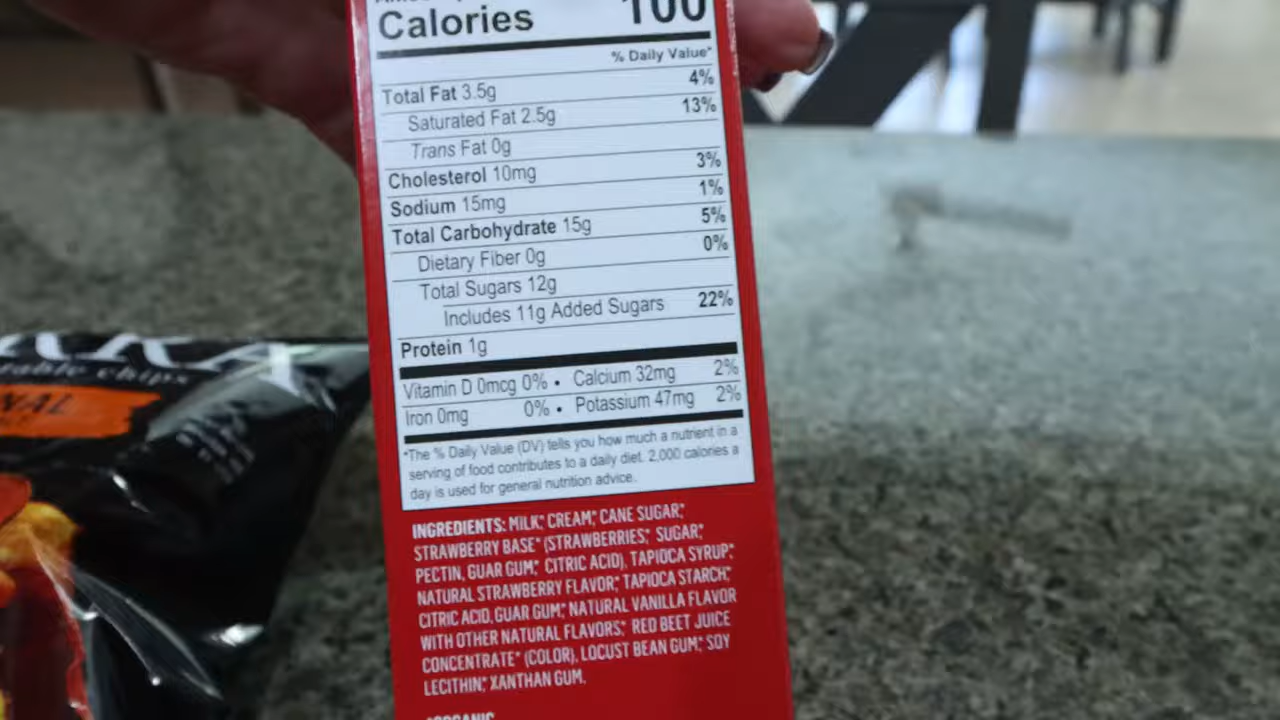 Calories 100
% Daily Value*
Total Fat 3.5g 4%
Saturated Fat 2.5g 13%
Trans Fat 0g
Cholesterol 10mg 3%
Sodium 15mg 1%
Total Carbohydrate 15g 5%
Dietary Fiber 0g 0%
Total Sugars 12g
Includes 11g Added Sugars 22%
Protein 1g
Vitamin D 0mcg 0% • Calcium 32mg 2%
Iron 0mg 0% • Potassium 47mg 2%
*The % Daily Value (DV) tells you how much a nutrient in a
serving of food contributes to a daily diet. 2,000 calories a
day is used for general nutrition advice.
INGREDIENTS: MILK*, CREAM*, CANE SUGAR*,
STRAWBERRY BASE* (STRAWBERRIES*, SUGAR*,
PECTIN, GUAR GUM*, CITRIC ACID), TAPIOCA SYRUP*,
NATURAL STRAWBERRY FLAVOR*, TAPIOCA STARCH*,
CITRIC ACID, GUAR GUM*, NATURAL VANILLA FLAVOR
WITH OTHER NATURAL FLAVORS*, RED BEET JUICE
CONCENTRATE* (COLOR), LOCUST BEAN GUM*, SOY
LECITHIN*, XANTHAN GUM.
*ORGANIC
chips